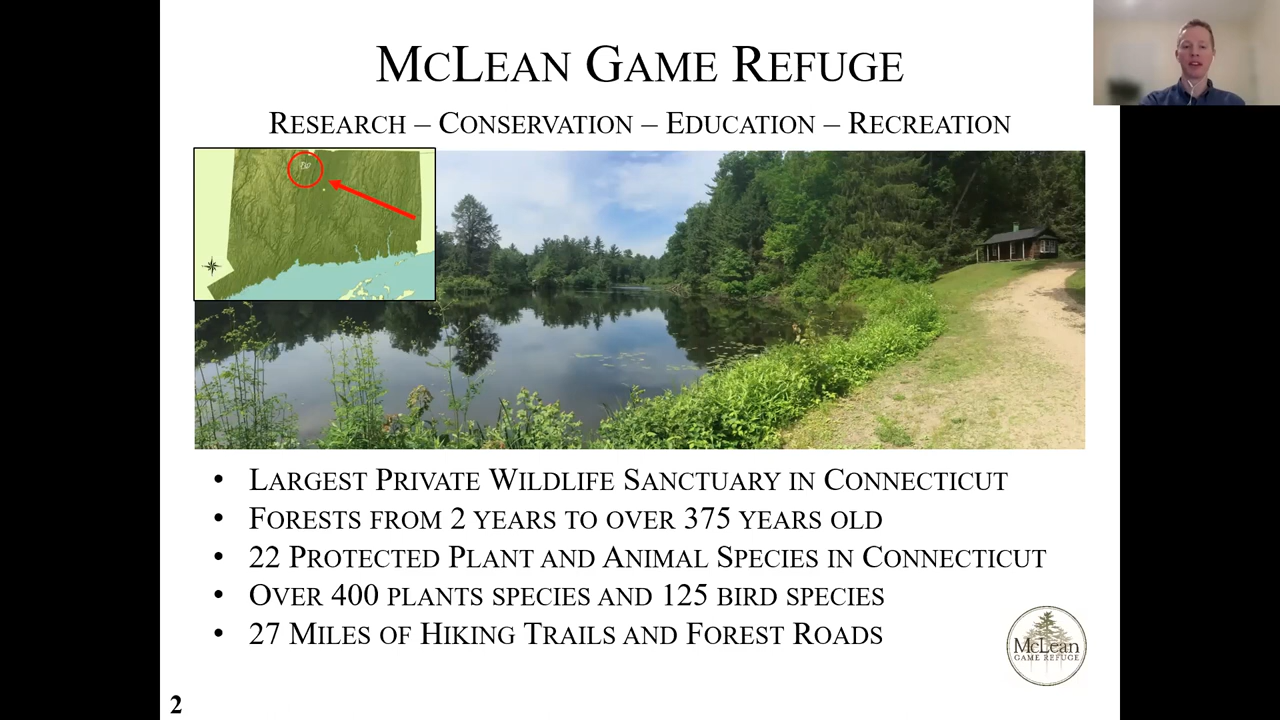 McLean Game Refuge
Research – Conservation – Education – Recreation
• Largest Private Wildlife Sanctuary in Connecticut
• Forests from 2 years to over 375 years old
• 22 Protected Plant and Animal Species in Connecticut
• Over 400 plants species and 125 bird species
• 27 Miles of Hiking Trails and Forest Roads
McLean
GAME REFUGE
2